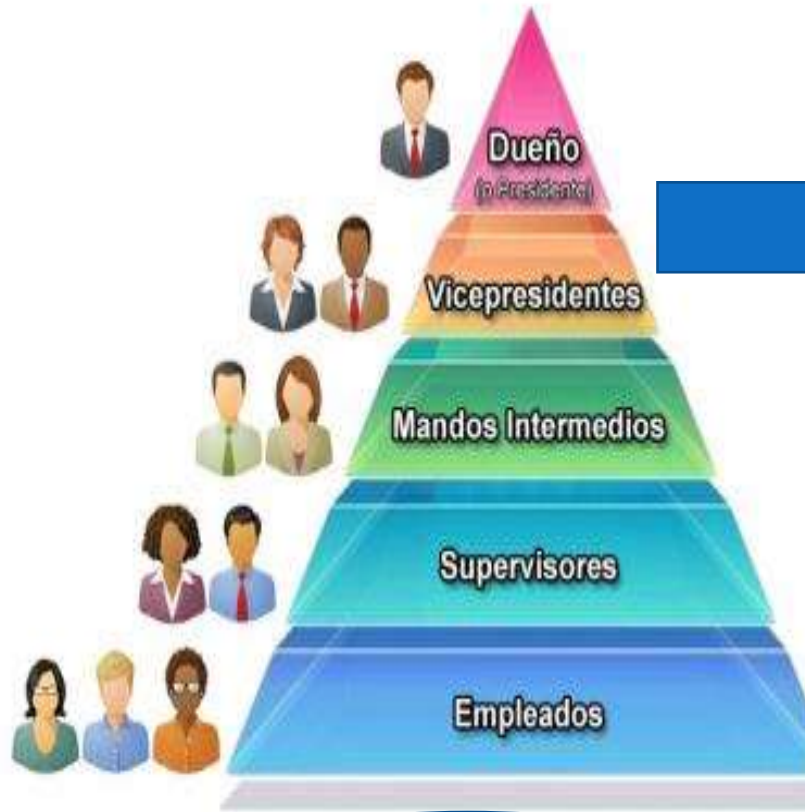 Dueño
(o Presidente)
Vicepresidentes
Mandos Intermedios
Supervisores
Empleados